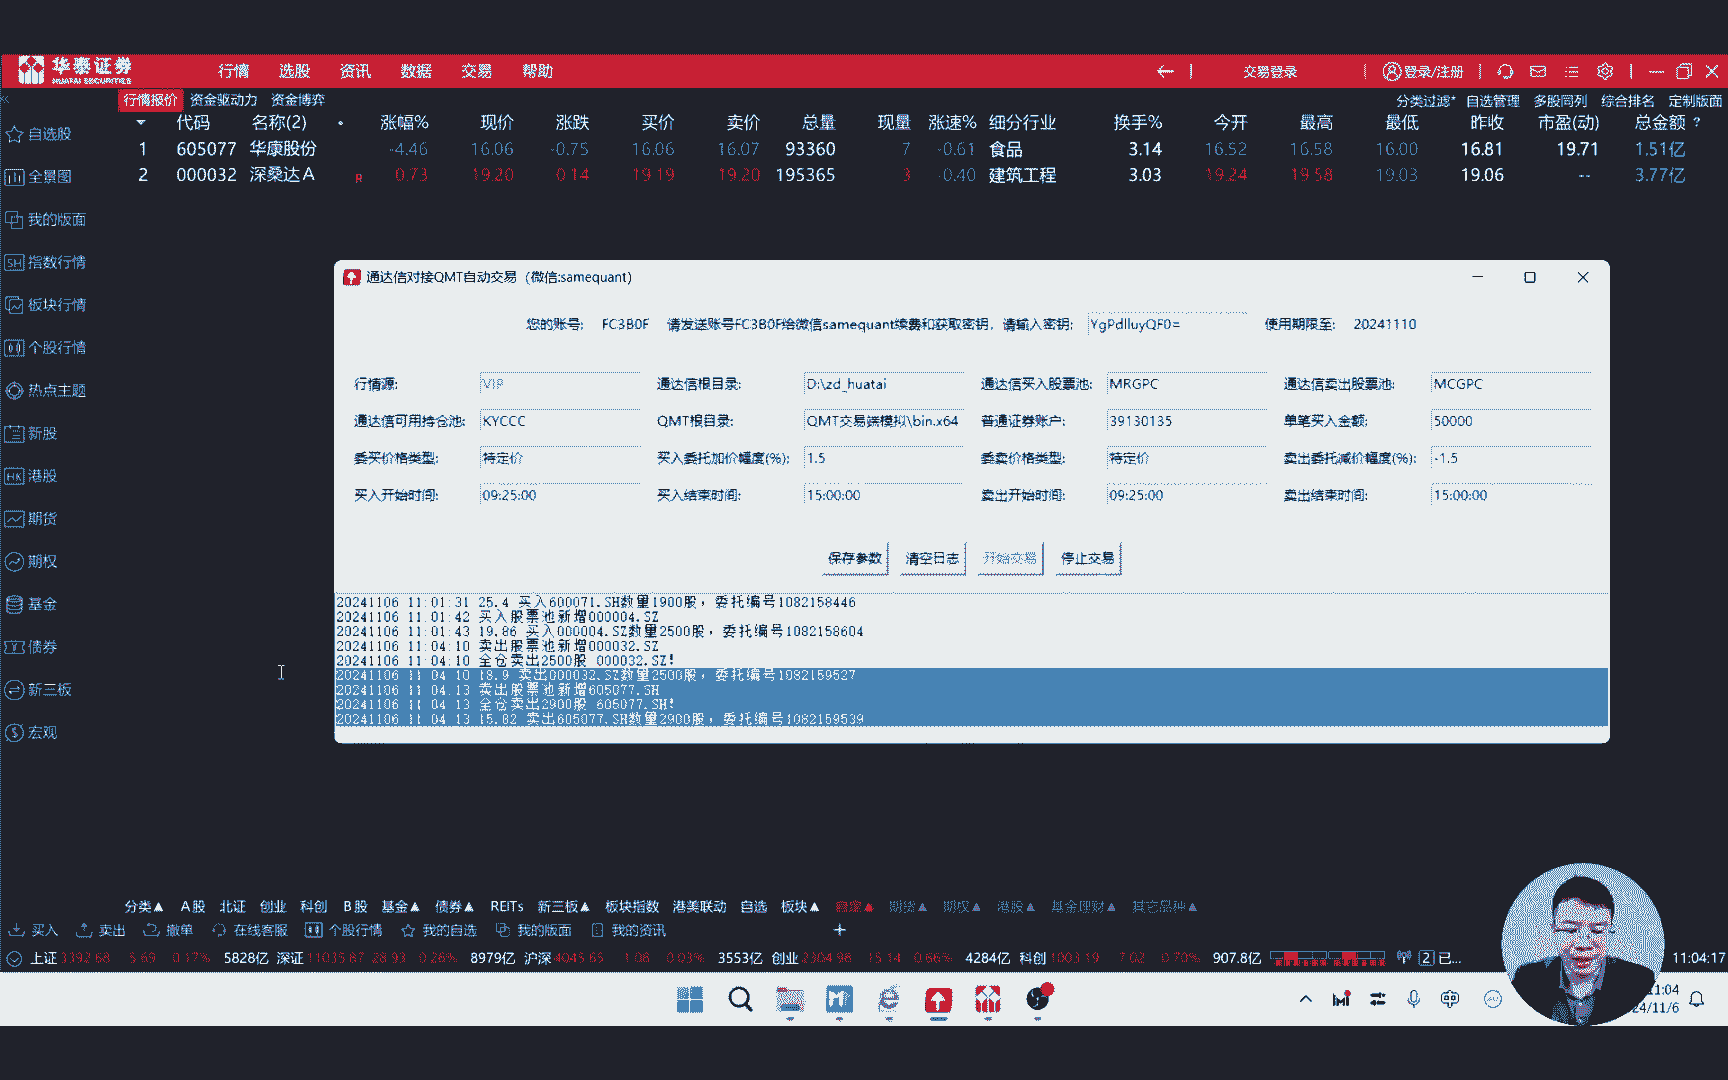 华泰证券 行情 选股 资讯 数据 交易 帮助 交易登录 登录/注册
HUATAI SECURITIES
行情报价 资金驱动力 资金博弈 分类过滤 自选管理 多股同列 综合排名 定制版面
代码 名称(2) 涨幅% 现价 涨跌 买价 卖价 总量 现量 涨速% 细分行业 换手% 今开 最高 最低 昨收 市盈(动) 总金额 ?
1 605077 华康股份 -4.46 16.06 -0.75 16.06 16.07 93360 7 -0.61 食品 3.14 16.52 16.58 16.00 16.81 19.71 1.51亿
2 000032 深桑达A R 0.73 19.20 0.14 19.19 19.20 195365 3 -0.40 建筑工程 3.03 19.24 19.58 19.03 19.06 -- 3.77亿
自选股
全景图
我的版面
SH 指数行情
板块行情
个股行情
热点主题
新股
HK 港股
期货
期权
基金
债券
新三板
宏观
通达信对接QMT自动交易（微信:samequant）
您的账号: FC3B0F 请发送账号FC3B0F给微信samequant续费和获取密钥，请输入密钥: YgPdlluyQF0= 使用期限至: 20241110
行情源: VIP 通达信根目录: D:\zd_huatai 通达信买入股票池: MRGPC 通达信卖出股票池: MCGPC
通达信可用持仓池: KYCCC QMT根目录: QMT交易端模拟\bin.x64 普通证券账户: 39130135 单笔买入金额: 50000
委买价格类型: 特定价 买入委托加价幅度(%): 1.5 委卖价格类型: 特定价 卖出委托减价幅度(%): -1.5
买入开始时间: 09:25:00 买入结束时间: 15:00:00 卖出开始时间: 09:25:00 卖出结束时间: 15:00:00
保存参数 清空日志 开始交易 停止交易
20241106 11:01:31 25.4 买入600071.SH数量1900股，委托编号1082158446
20241106 11:01:42 买入股票池新增000004.SZ
20241106 11:01:43 19.86 买入000004.SZ数量2500股，委托编号1082158604
20241106 11:04:10 卖出股票池新增000032.SZ
20241106 11:04:10 全仓卖出2500股 000032.SZ!
20241106 11:04:10 18.9 卖出000032.SZ数量2500股，委托编号1082159527
20241106 11:04:13 卖出股票池新增605077.SH
20241106 11:04:13 全仓卖出2900股 605077.SH!
20241106 11:04:13 15.82 卖出605077.SH数量2900股，委托编号1082159539
分类▲ A股 北证 创业 科创 B股 基金▲ 债券▲ REITs 新三板▲ 板块指数 港美联动 自选 板块▲ 自定▲ 期货▲ 期权▲ 港股▲ 基金理财▲ 其它品种▲
买入 卖出 撤单 在线客服 个股行情 我的自选 我的版面 我的资讯 +
上证3392.68 5.69 0.17% 5828亿 深证11035.87 28.93 0.26% 8979亿 沪深4045.65 1.08 0.03% 3553亿 创业2304.96 15.14 0.66% 4284亿 科创1003.19 7.02 0.70% 907.8亿 2 已... 11:04:17